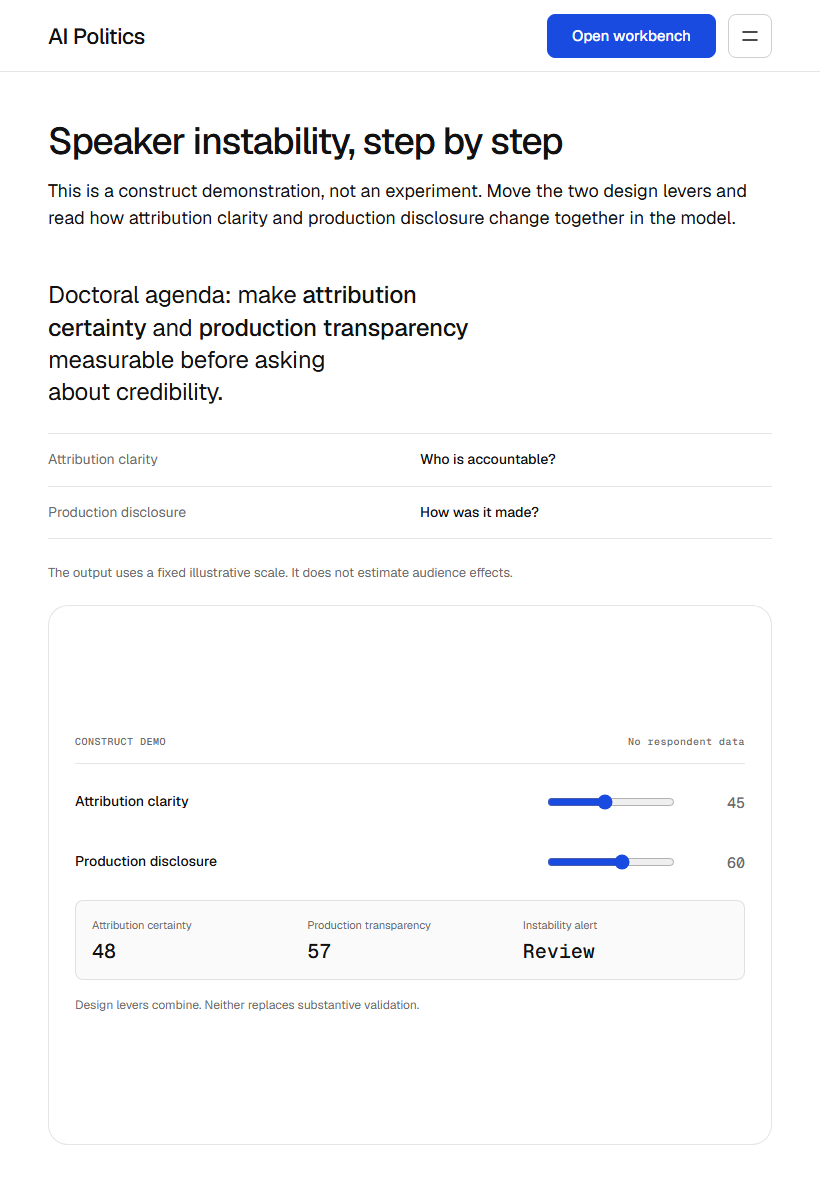 AI Politics
Open workbench
Speaker instability, step by step
This is a construct demonstration, not an experiment. Move the two design levers and
read how attribution clarity and production disclosure change together in the model.
Doctoral agenda: make attribution
certainty and production transparency
measurable before asking
about credibility.
Attribution clarity
Who is accountable?
Production disclosure
How was it made?
The output uses a fixed illustrative scale. It does not estimate audience effects.
CONSTRUCT DEMO
No respondent data
Attribution clarity
45
Production disclosure
60
Attribution certainty
48
Production transparency
57
Instability alert
Review
Design levers combine. Neither replaces substantive validation.